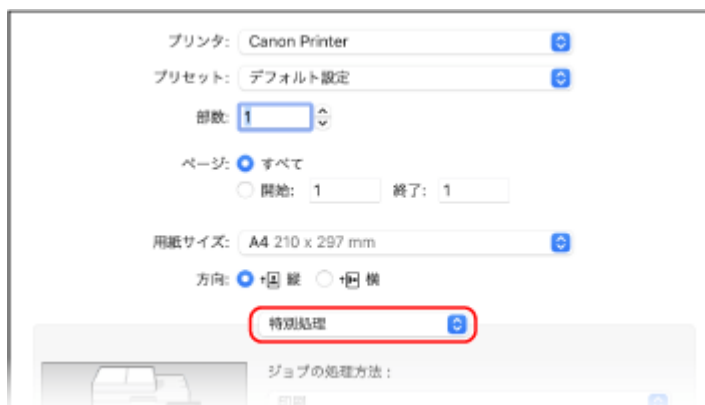 プリンタ: Canon Printer
プリセット: デフォルト設定
部数: 1
ページ: すべて
開始: 1 終了: 1
用紙サイズ: A4 210 x 297 mm
方向: 縦 横
特別処理
ジョブの処理方法:
印刷